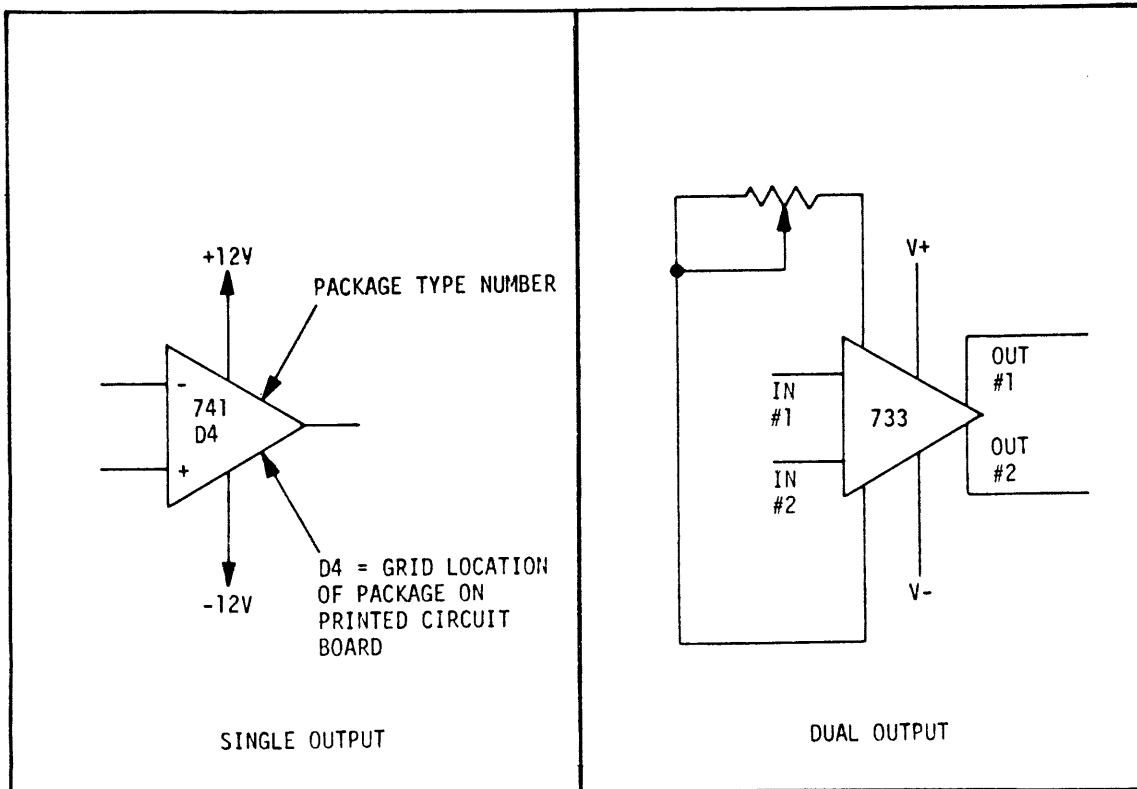 +12V
PACKAGE TYPE NUMBER
-
741
D4
+
-12V
D4 = GRID LOCATION
OF PACKAGE ON
PRINTED CIRCUIT
BOARD
SINGLE OUTPUT
V+
IN
#1
733
OUT
#1
IN
#2
OUT
#2
V-
DUAL OUTPUT